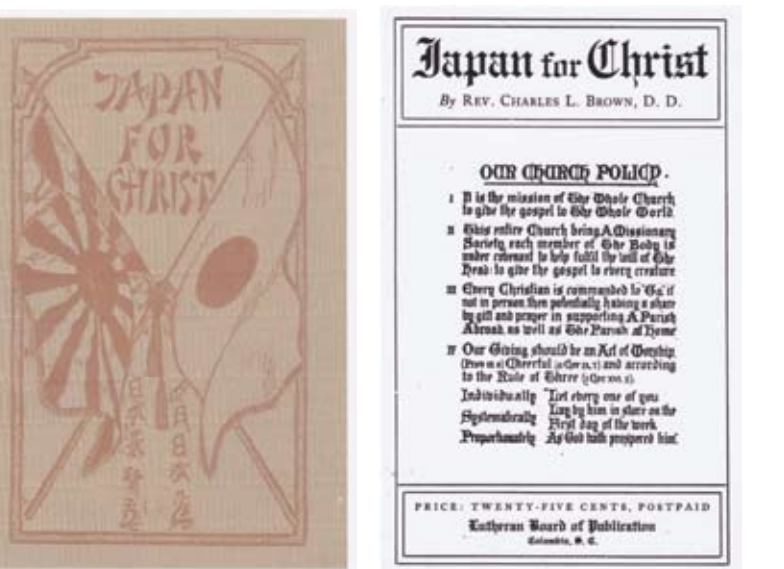 JAPAN
FOR
CHRIST
Japan for Christ
By REV. CHARLES L. BROWN, D. D.
OUR CHURCH POLICY.
I It is the mission of The Whole Church
to give the gospel to The Whole World.
II This entire Church being A Missionary
Society each member of The Body is
under covenant to help fulfil the will of The
Head: to give the gospel to every creature
III Every Christian is commanded to "Go," if
not in person, then potentially, having a share
by gift and prayer in supporting A Parish
Abroad, as well as The Parish at Home
IV Our Giving should be an Act of Worship,
Cheerful and according
to the Rule of Three
Individually "Let every one of you
Systematically Lay by him in store on the
First day of the week,
Proportionately As God hath prospered him".
PRICE: TWENTY-FIVE CENTS, POSTPAID
Lutheran Board of Publication
Columbia, S. C.